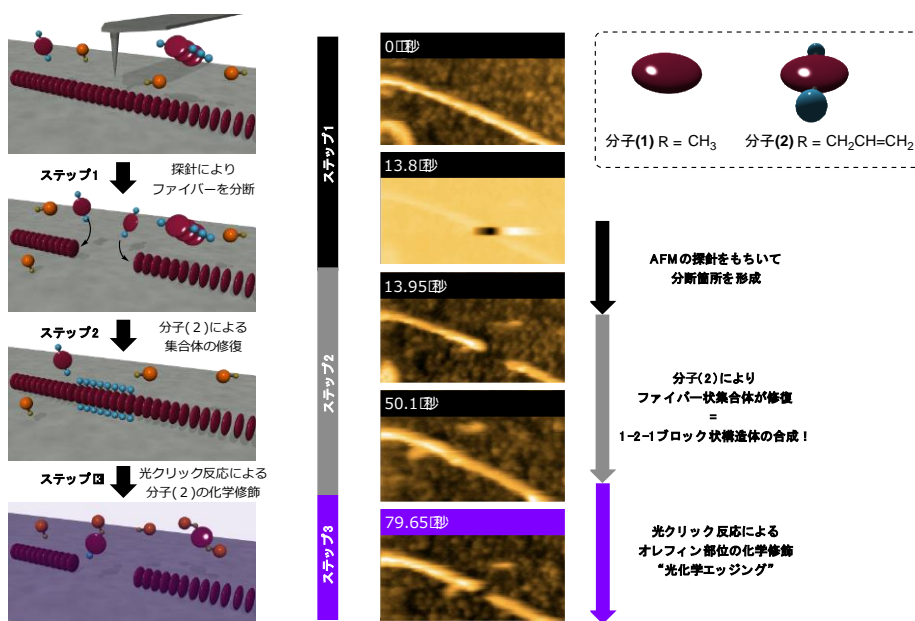 ステップ1
探針により
ファイバーを分断
ステップ2
分子(2)による
集合体の修復
ステップ3
光クリック反応による
分子(2)の化学修飾
ステップ1
ステップ2
ステップ3
0 秒
13.8 秒
13.95 秒
50.1 秒
79.65 秒
分子(1) R = CH₃
分子(2) R = CH₂CH=CH₂
AFMの探針をもちいて
分断箇所を形成
分子(2)により
ファイバー状集合体が修復
=
1-2-1ブロック状構造体の合成!
光クリック反応による
オレフィン部位の化学修飾
“光化学エッジング”